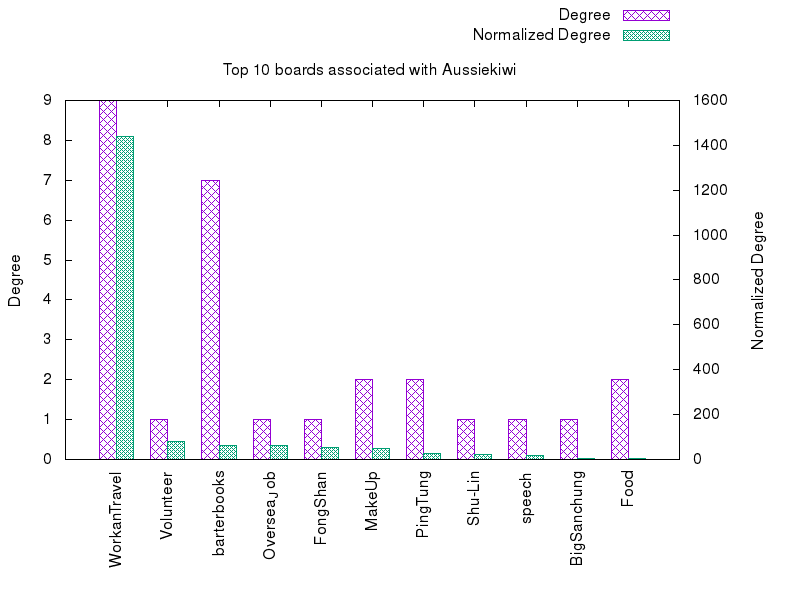 Degree
Normalized Degree
Top 10 boards associated with Aussiekiwi
9
8
7
6
5
4
3
2
1
0
1600
1400
1200
1000
800
600
400
200
0
Degree
Normalized Degree
WorkanTravel
Volunteer
barterbooks
OverseaJob
FongShan
MakeUp
PingTung
Shu-Lin
speech
BigSanchung
Food